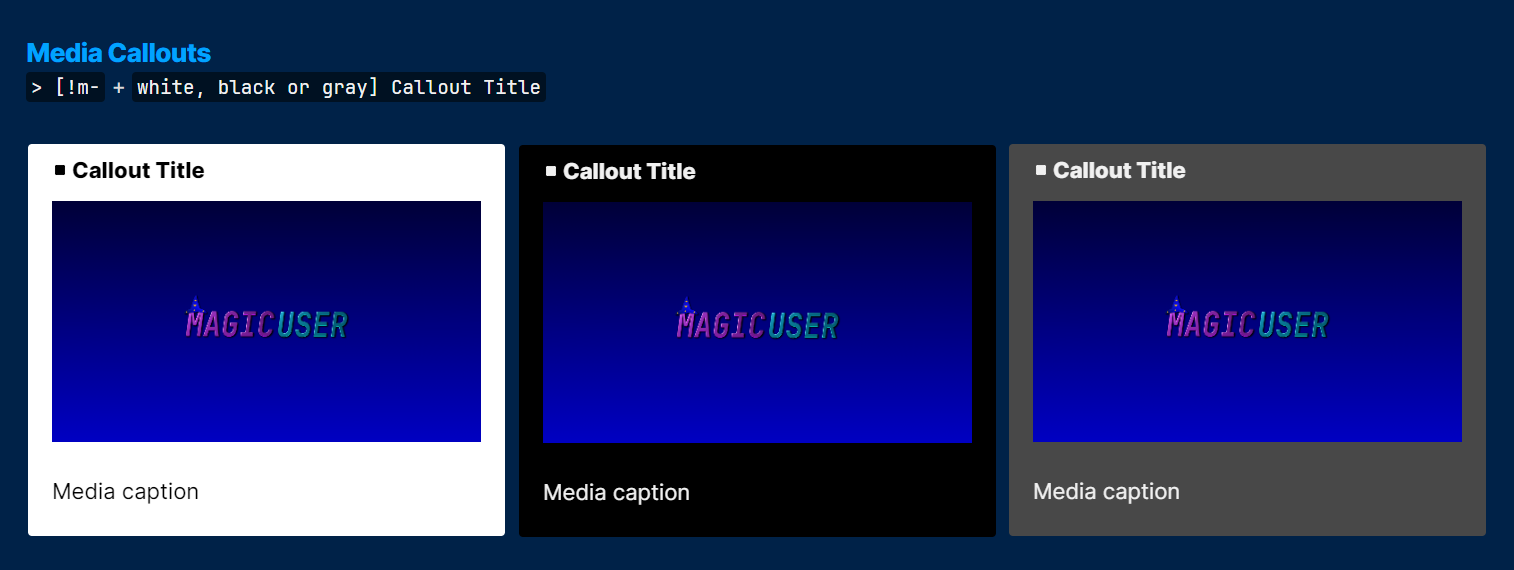 Media Callouts
> [!m- + white, black or gray] Callout Title
Callout Title
MAGICUSER
Media caption
Callout Title
MAGICUSER
Media caption
Callout Title
MAGICUSER
Media caption